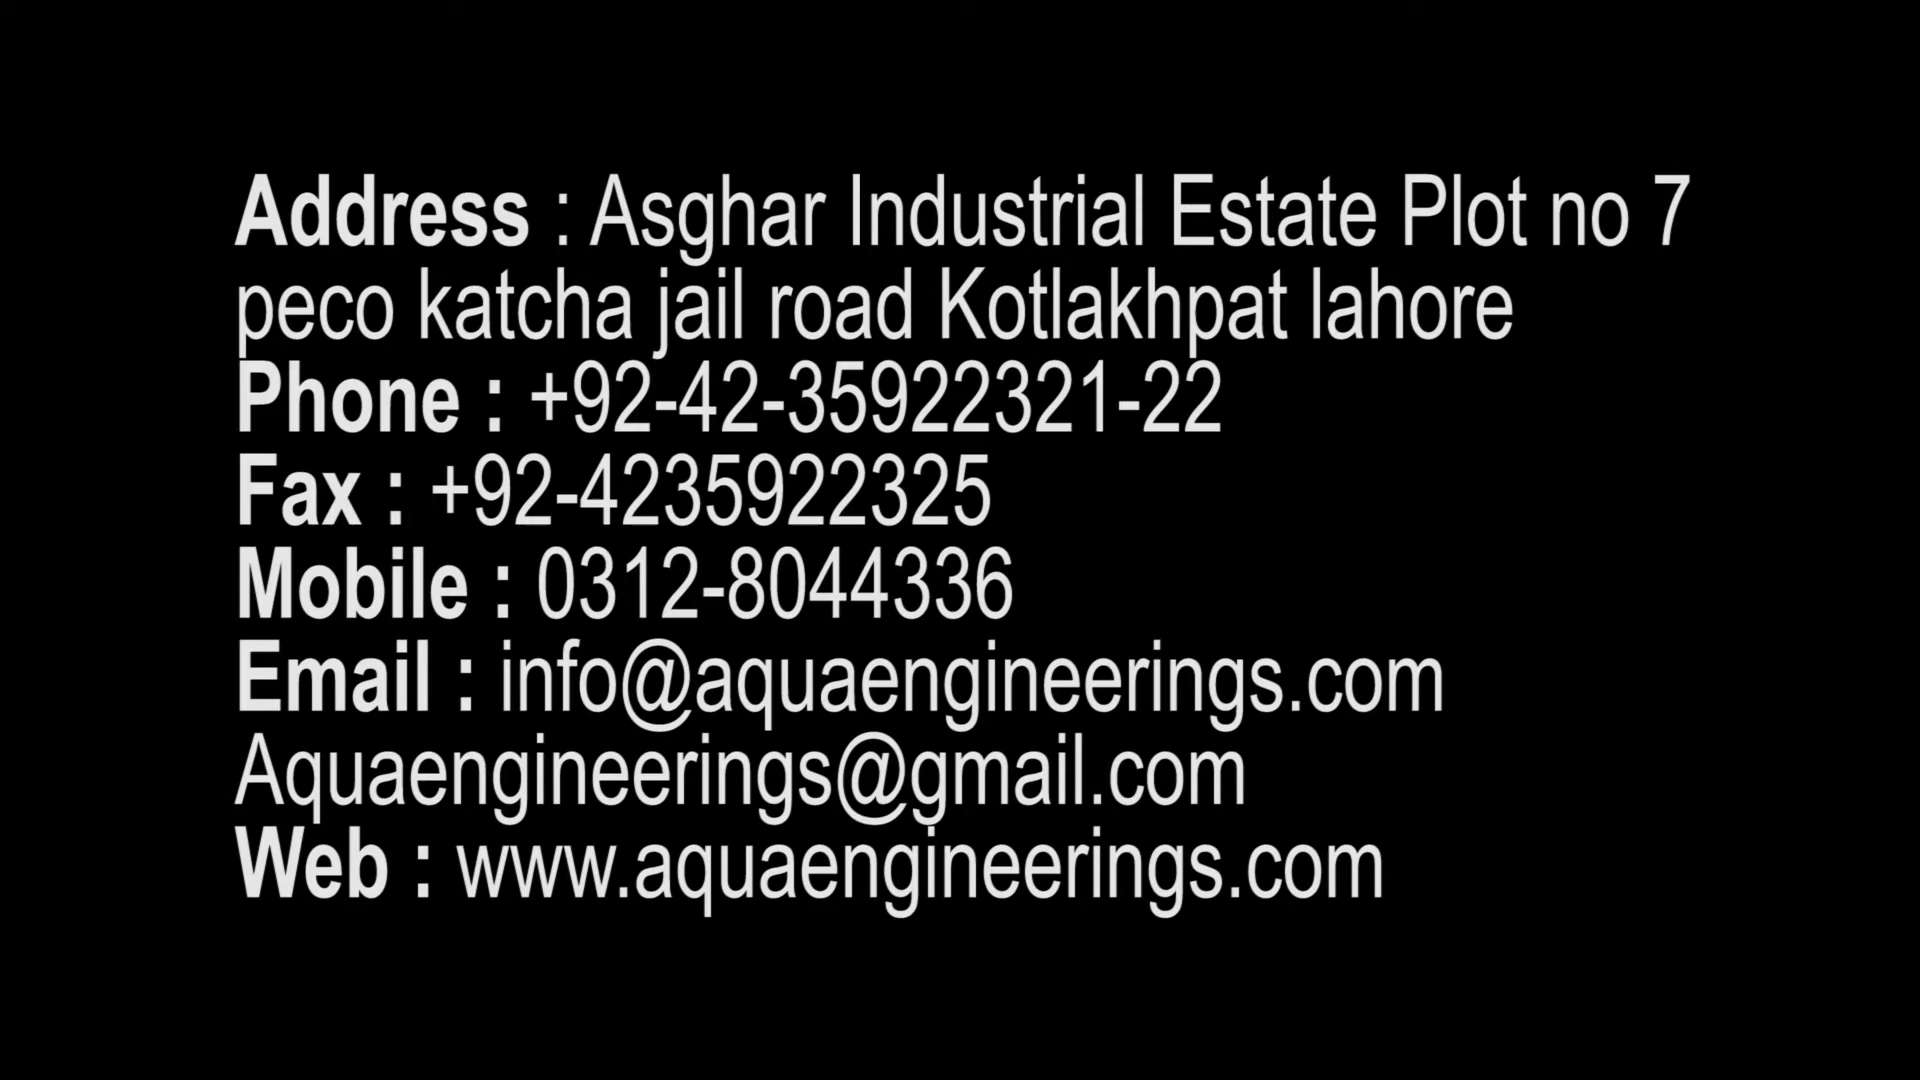 Address : Asghar Industrial Estate Plot no 7
peco katcha jail road Kotlakhpat lahore
Phone : +92-42-35922321-22
Fax : +92-4235922325
Mobile : 0312-8044336
Email : info@aquaengineerings.com
Aquaengineerings@gmail.com
Web : www.aquaengineerings.com